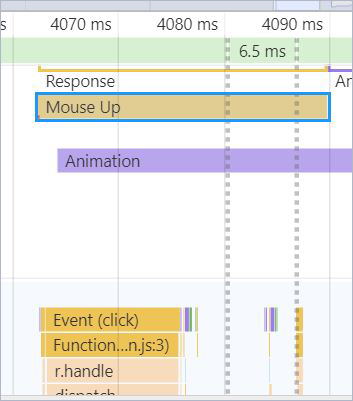 s 4070 ms 4080 ms 4090 ms
6.5 ms
Response Ar
Mouse Up
Animation
Event (click)
Function...n.js:3)
r.handle
dispatch